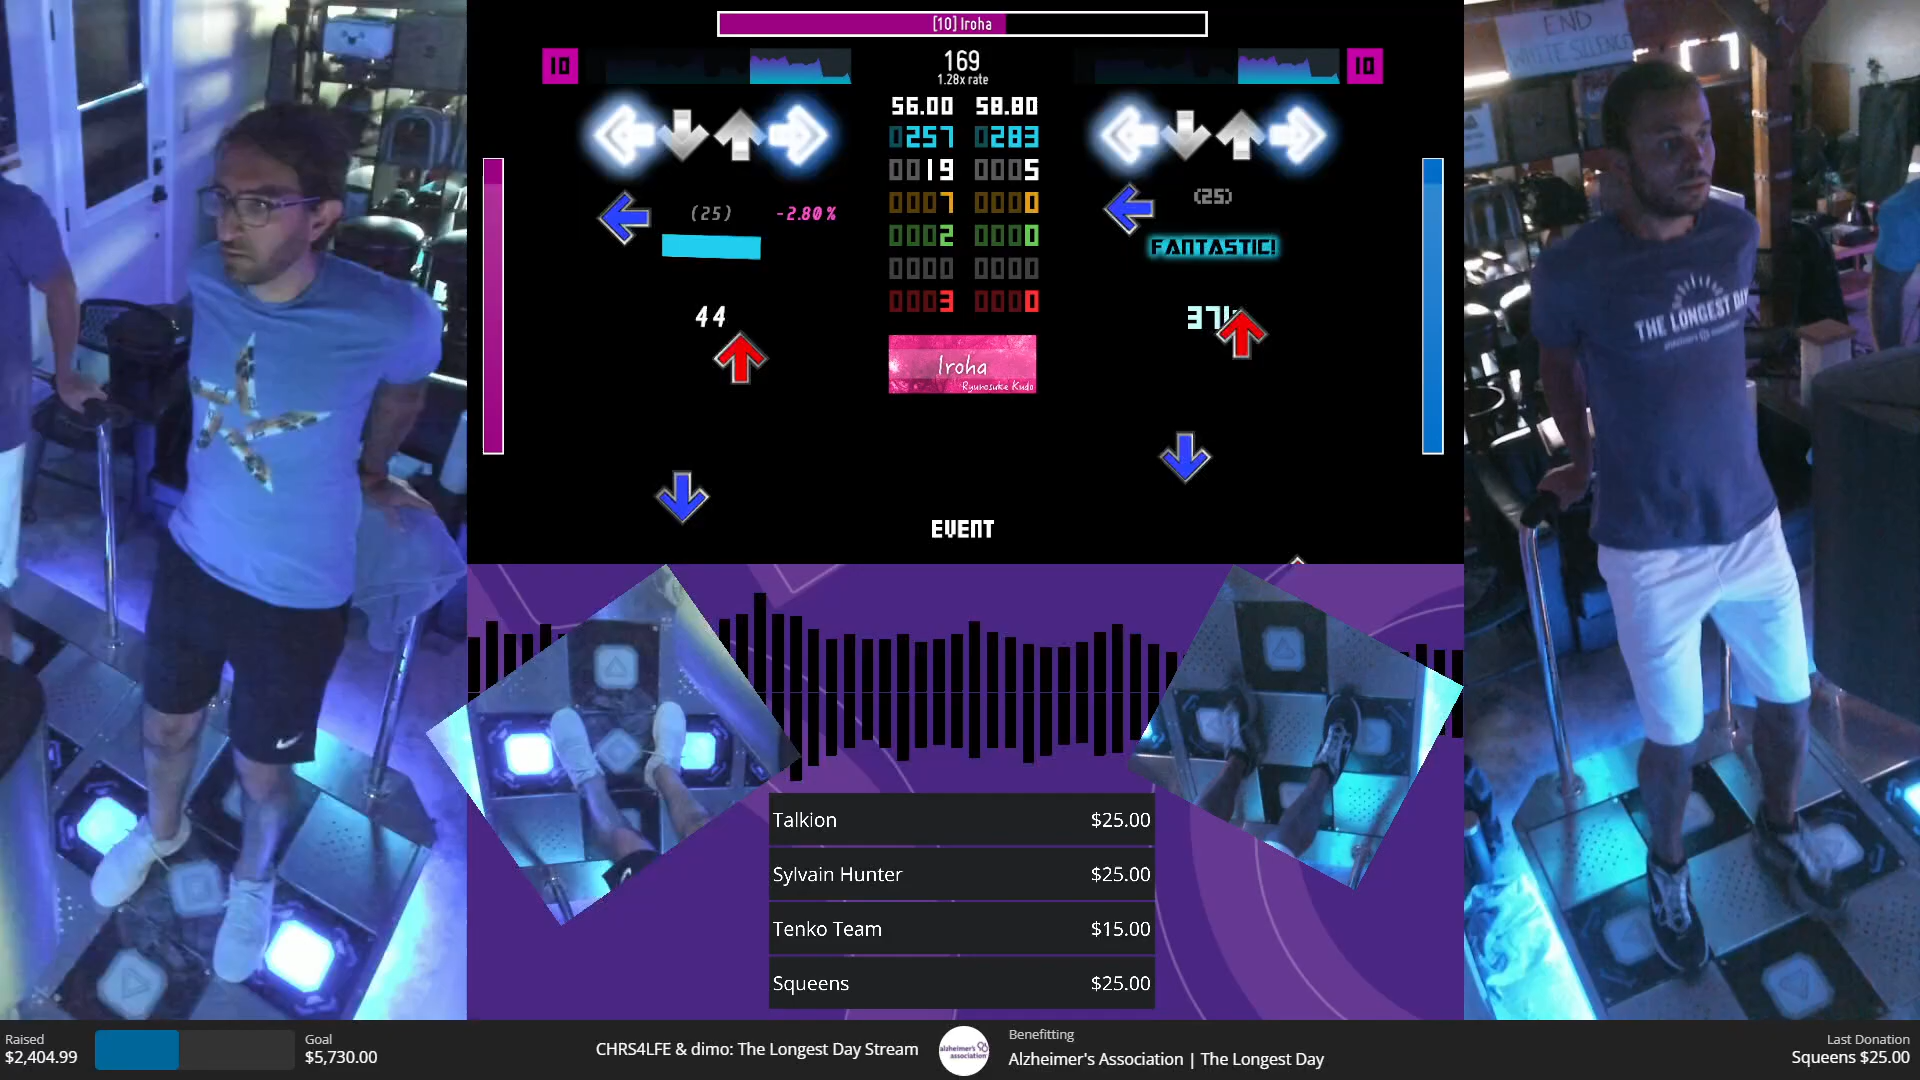 [10] Iroha
10
169
1.28x rate
10
56.00 58.80
0257 0283
0019 0005
0007 0000
0002 0000
0000 0000
0003 0000
(25) -2.80%
(25)
FANTASTIC!
44
Iroha
Ryunosuke Kudo
EVENT
END
WHITE SILENCE
THE LONGEST DAY
Talkion $25.00
Sylvain Hunter $25.00
Tenko Team $15.00
Squeens $25.00
Raised
$2,404.99
Goal
$5,730.00
CHRS4LFE & dimo: The Longest Day Stream
alzheimer's
association
Benefitting
Alzheimer's Association | The Longest Day
Last Donation
Squeens $25.00